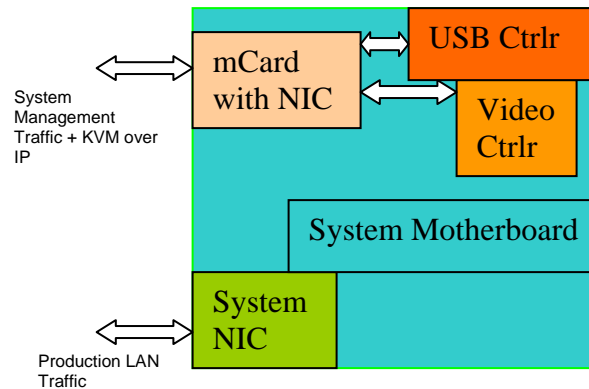 mCard
with NIC
USB Ctrlr
Video
Ctrlr
System
Management
Traffic + KVM over
IP
System Motherboard
System
NIC
Production LAN
Traffic